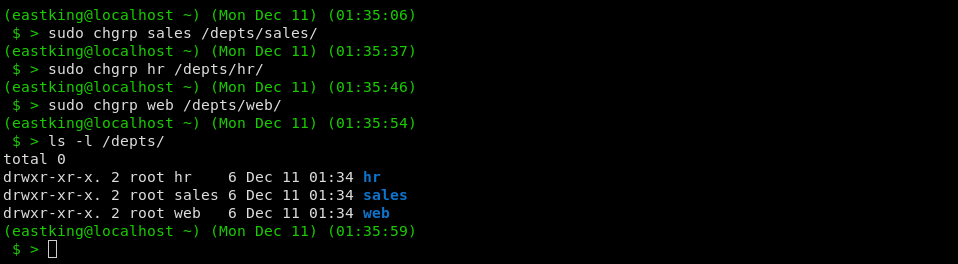 (eastking@localhost ~) (Mon Dec 11) (01:35:06)
 $ > sudo chgrp sales /depts/sales/
(eastking@localhost ~) (Mon Dec 11) (01:35:37)
 $ > sudo chgrp hr /depts/hr/
(eastking@localhost ~) (Mon Dec 11) (01:35:46)
 $ > sudo chgrp web /depts/web/
(eastking@localhost ~) (Mon Dec 11) (01:35:54)
 $ > ls -l /depts/
total 0
drwxr-xr-x. 2 root hr    6 Dec 11 01:34 hr
drwxr-xr-x. 2 root sales 6 Dec 11 01:34 sales
drwxr-xr-x. 2 root web   6 Dec 11 01:34 web
(eastking@localhost ~) (Mon Dec 11) (01:35:59)
 $ >